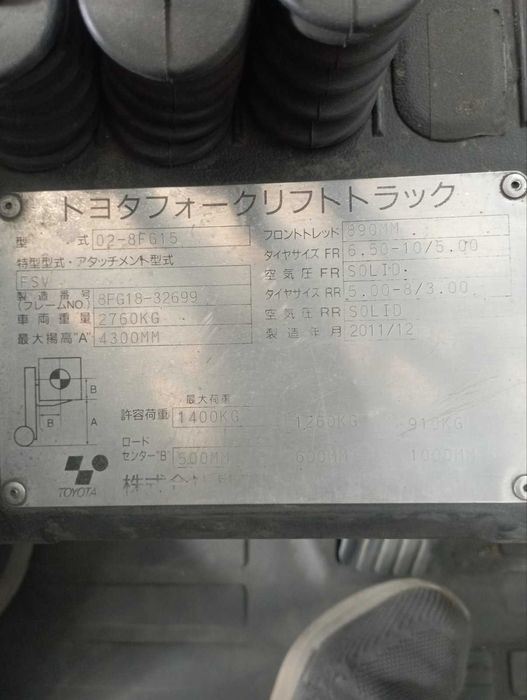 トヨタフォークリフトトラック
型 式 02-8FG15
特型型式・アタッチメント型式
FSV
製造番号 (フレームNO.) 8FG18-32699
車両重量 2760KG
最大揚高"A" 4300MM
フロントトレッド 890MM
タイヤサイズ FR 6.50-10/5.00
空気圧 FR SOLID
タイヤサイズ RR 5.00-8/3.00
空気圧 RR SOLID
製造年月 2011/12
B
B
A
最大荷重
許容荷重 1400KG 1260KG 910KG
ロード
センター"B" 500MM 600MM 1000MM
TOYOTA
株式会